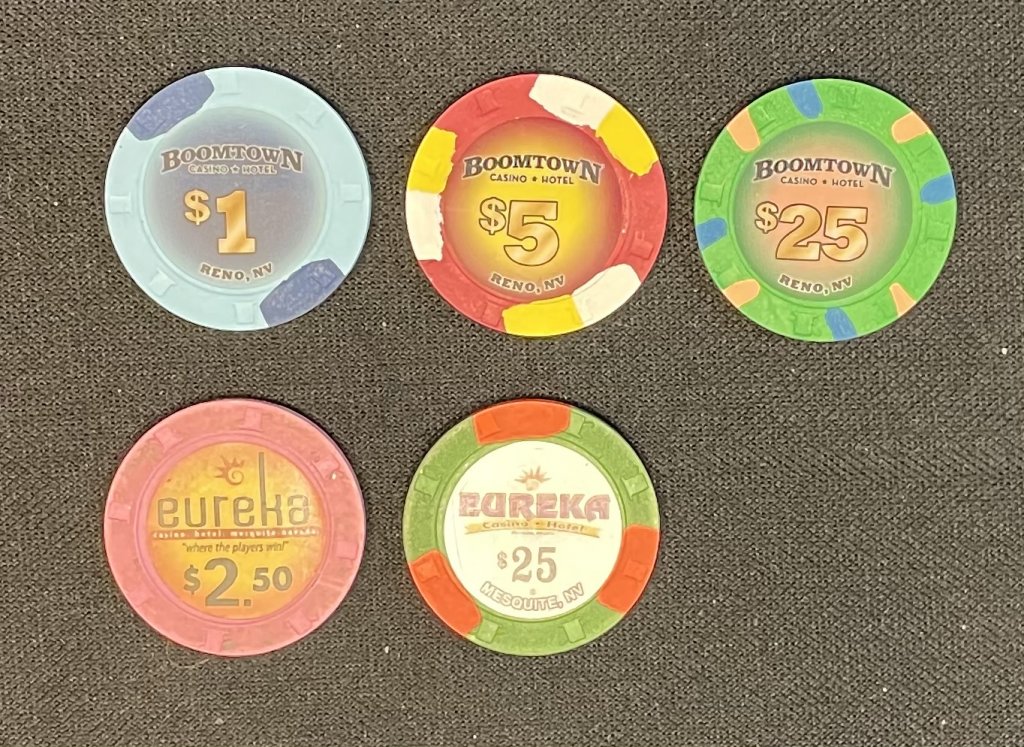 BOOMTOWN
CASINO ★ HOTEL
$1
RENO, NV
BOOMTOWN
CASINO ★ HOTEL
$5
RENO, NV
BOOMTOWN
CASINO ★ HOTEL
$25
RENO, NV
eureka
casino. hotel. mesquite nevada
"where the players win!"
$2.50
EUREKA
Casino • Hotel
$25
MESQUITE, NV